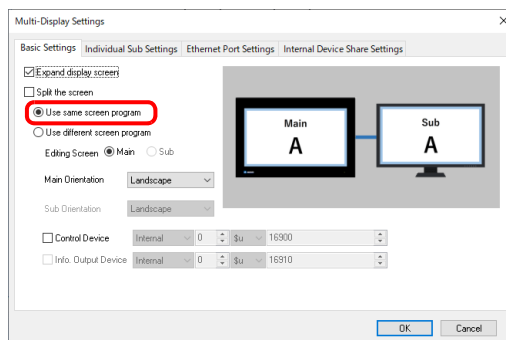 Multi-Display Settings
Basic Settings Individual Sub Settings Ethernet Port Settings Internal Device Share Settings
Expand display screen
Split the screen
Use same screen program
Use different screen program
Editing Screen Main Sub
Main Orientation Landscape
Sub Orientation Landscape
Control Device Internal 0 $u 16900
Info. Output Device Internal 0 $u 16910
Main
A
Sub
A
OK Cancel